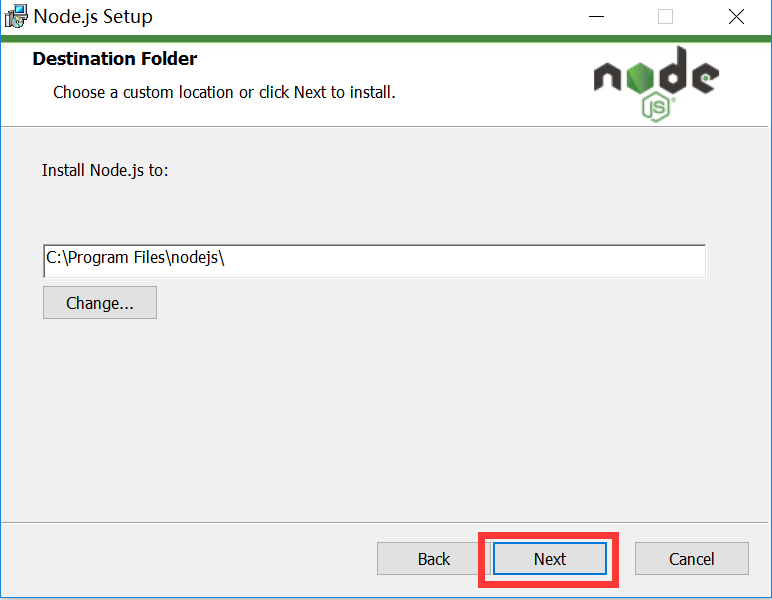 Node.js Setup
Destination Folder
Choose a custom location or click Next to install.
node
JS
Install Node.js to:
C:\Program Files\nodejs\
Change...
Back
Next
Cancel